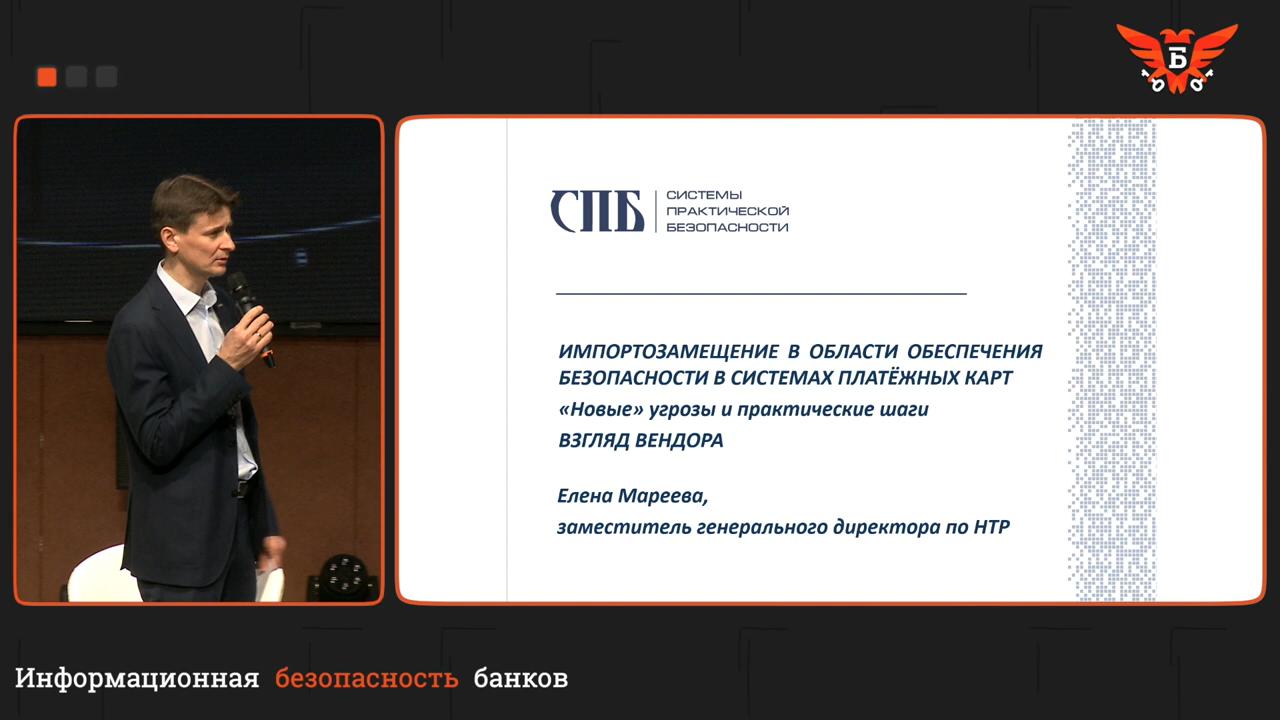 Б
СПБ
СИСТЕМЫ
ПРАКТИЧЕСКОЙ
БЕЗОПАСНОСТИ
ИМПОРТОЗАМЕЩЕНИЕ В ОБЛАСТИ ОБЕСПЕЧЕНИЯ
БЕЗОПАСНОСТИ В СИСТЕМАХ ПЛАТЁЖНЫХ КАРТ
«Новые» угрозы и практические шаги
ВЗГЛЯД ВЕНДОРА
Елена Мареева,
заместитель генерального директора по НТР
Информационная безопасность банков